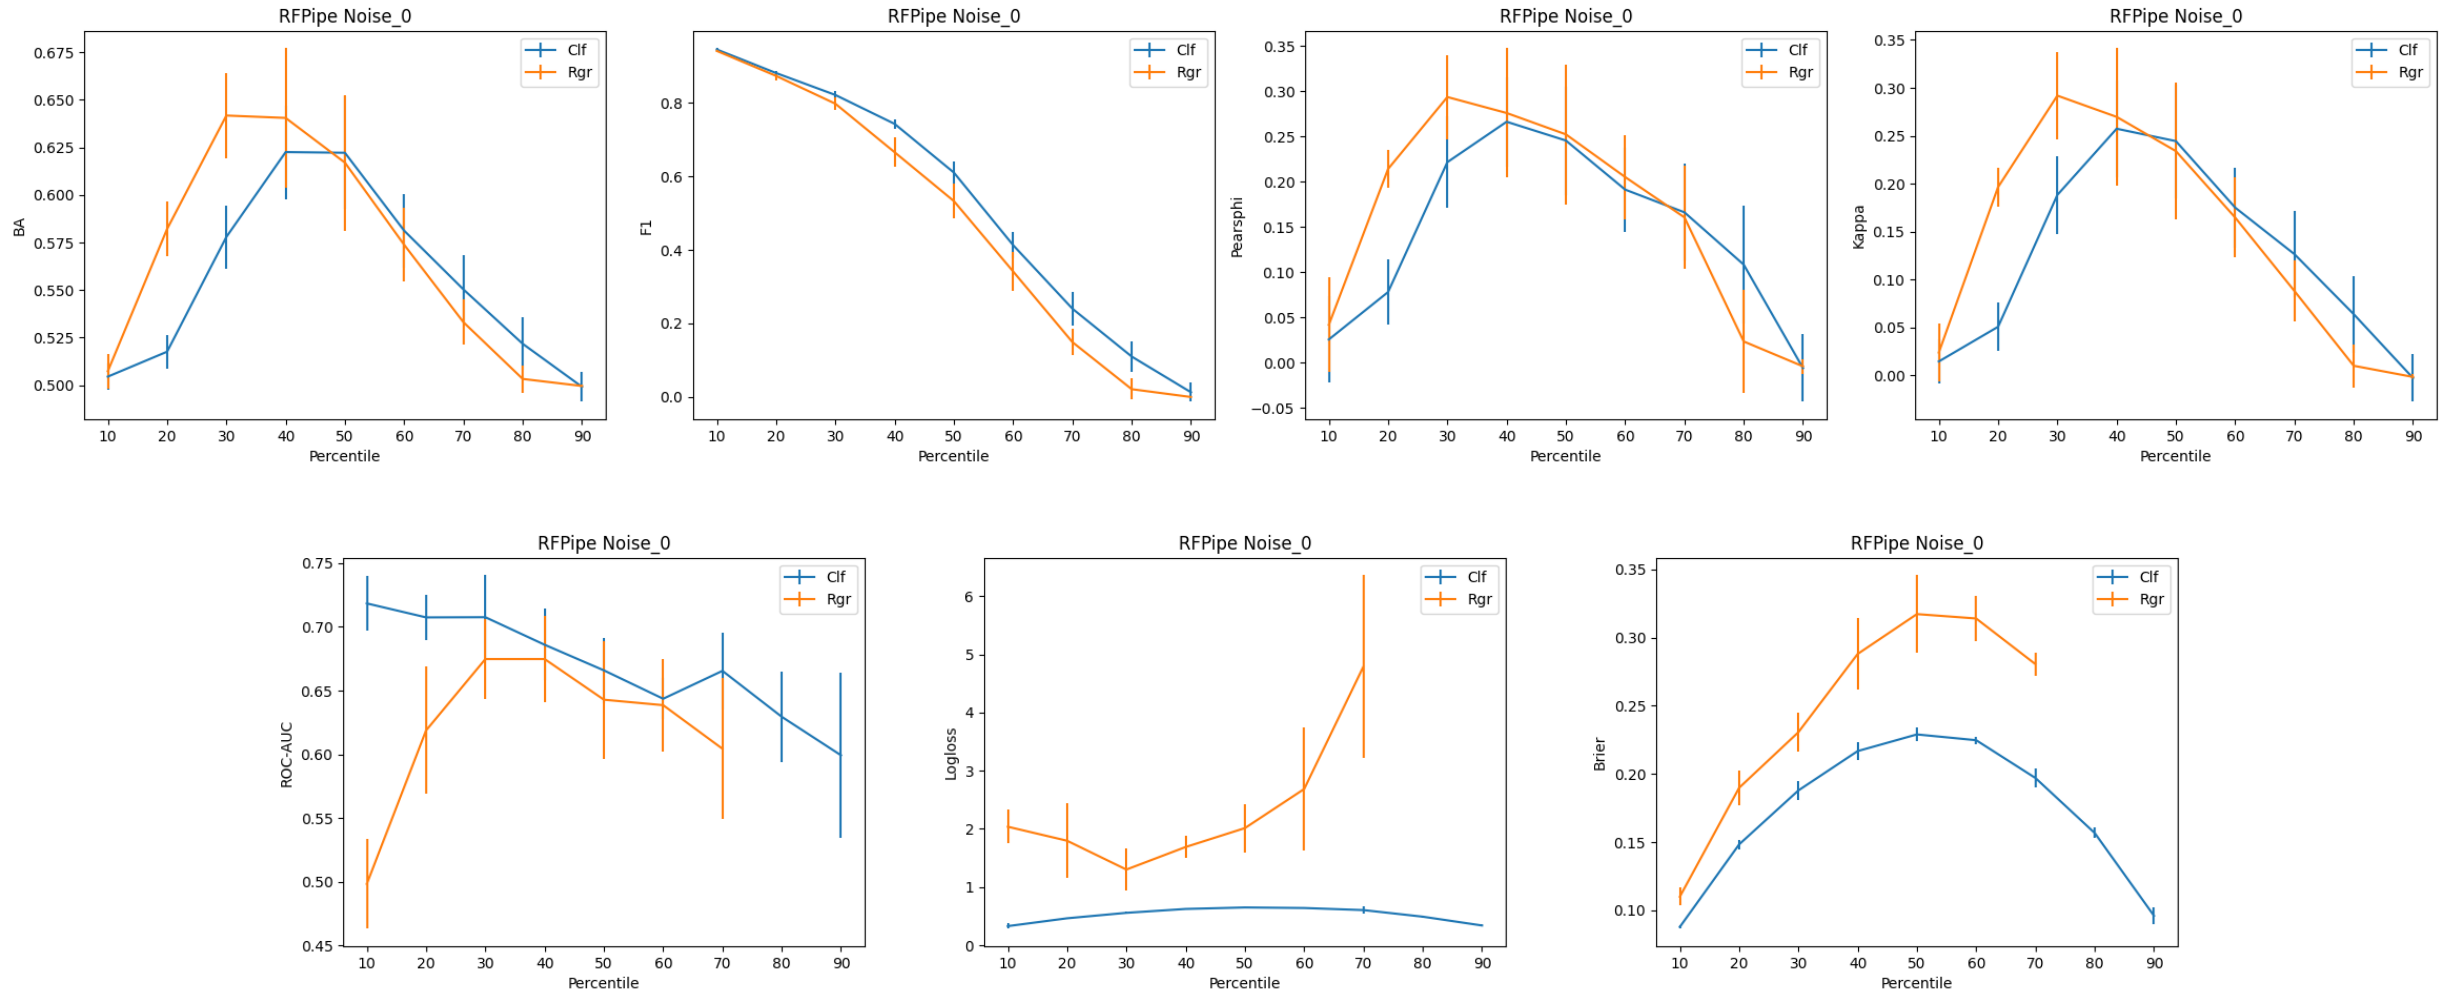 RFPipe Noise_0
Clf
Rgr
0.675
0.650
0.625
0.600
0.575
0.550
0.525
0.500
BA
10 20 30 40 50 60 70 80 90
Percentile
RFPipe Noise_0
Clf
Rgr
0.8
0.6
0.4
0.2
0.0
F1
10 20 30 40 50 60 70 80 90
Percentile
RFPipe Noise_0
Clf
Rgr
0.35
0.30
0.25
0.20
0.15
0.10
0.05
0.00
−0.05
Pearsphi
10 20 30 40 50 60 70 80 90
Percentile
RFPipe Noise_0
Clf
Rgr
0.35
0.30
0.25
0.20
0.15
0.10
0.05
0.00
Kappa
10 20 30 40 50 60 70 80 90
Percentile
RFPipe Noise_0
Clf
Rgr
0.75
0.70
0.65
0.60
0.55
0.50
0.45
ROC-AUC
10 20 30 40 50 60 70 80 90
Percentile
RFPipe Noise_0
Clf
Rgr
6
5
4
3
2
1
0
Logloss
10 20 30 40 50 60 70 80 90
Percentile
RFPipe Noise_0
Clf
Rgr
0.35
0.30
0.25
0.20
0.15
0.10
Brier
10 20 30 40 50 60 70 80 90
Percentile